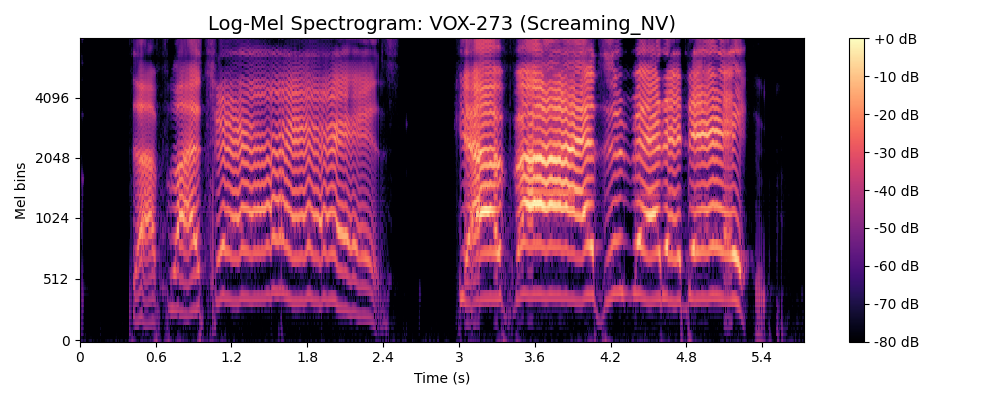 Log-Mel Spectrogram: VOX-273 (Screaming_NV)
+0 dB
-10 dB
-20 dB
-30 dB
-40 dB
-50 dB
-60 dB
-70 dB
-80 dB
Mel bins
4096
2048
1024
512
0
0 0.6 1.2 1.8 2.4 3 3.6 4.2 4.8 5.4
Time (s)